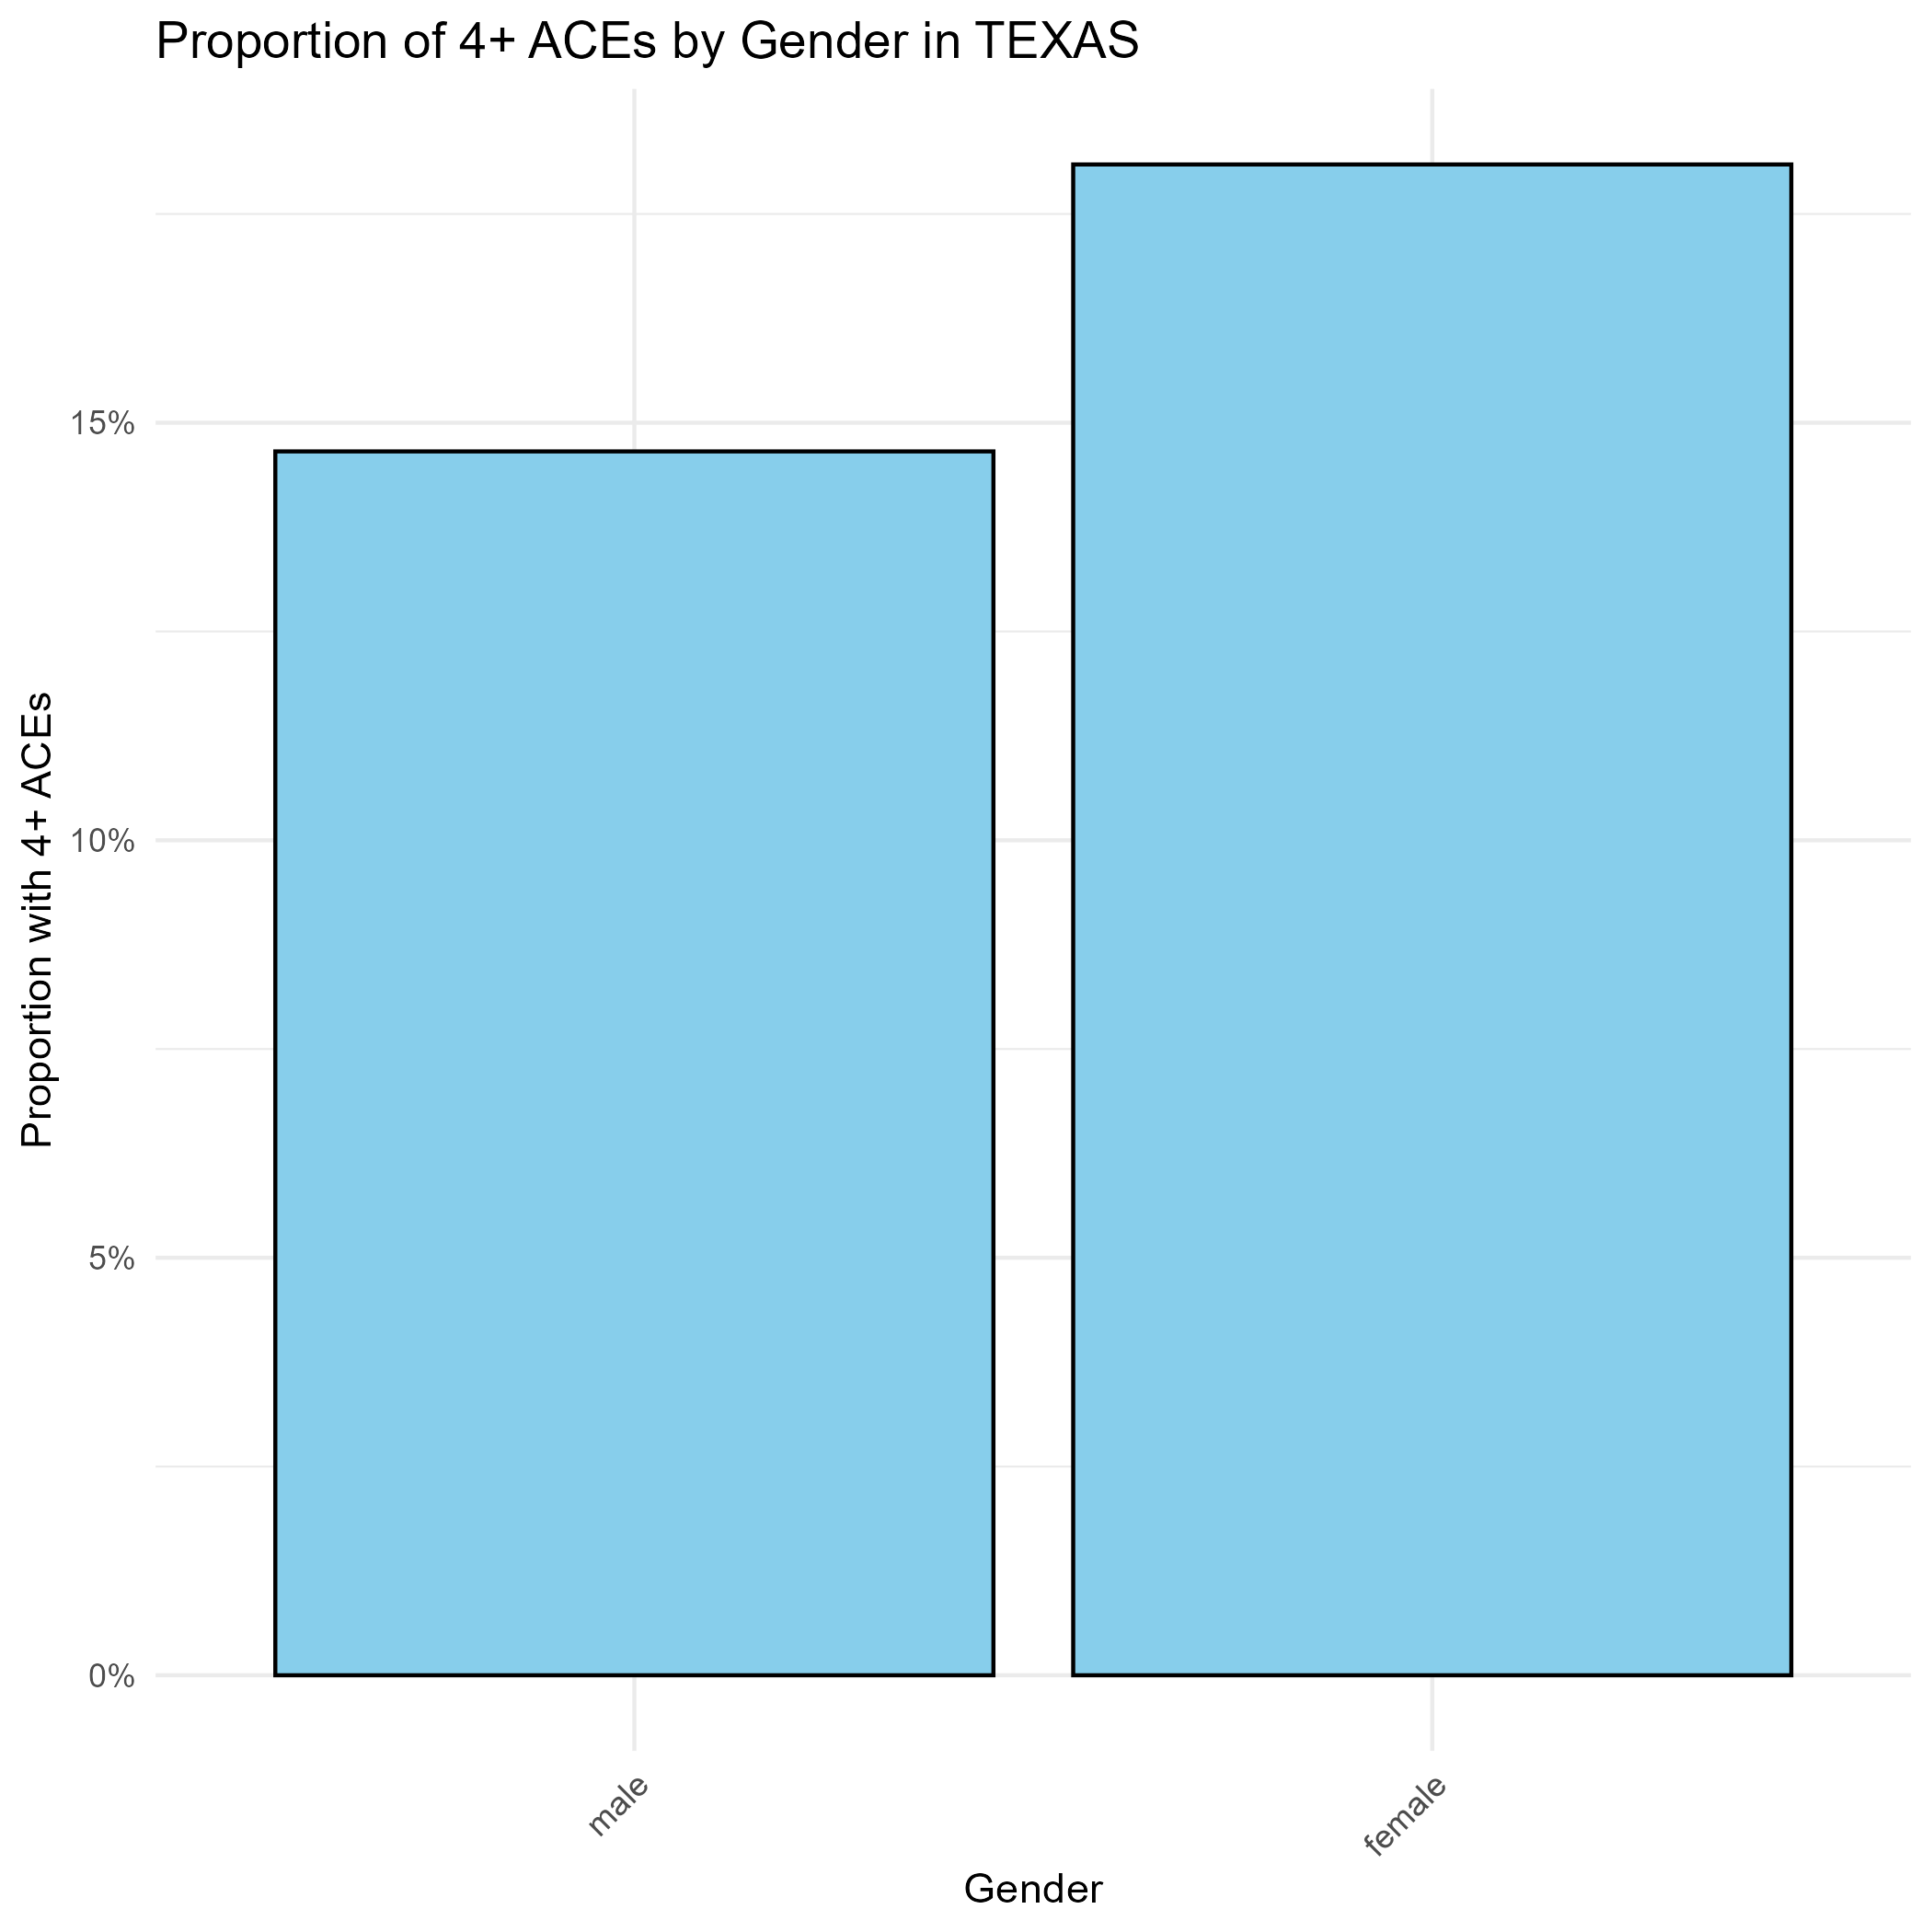 Proportion of 4+ ACEs by Gender in TEXAS
Proportion with 4+ ACEs
15%
10%
5%
0%
male
female
Gender